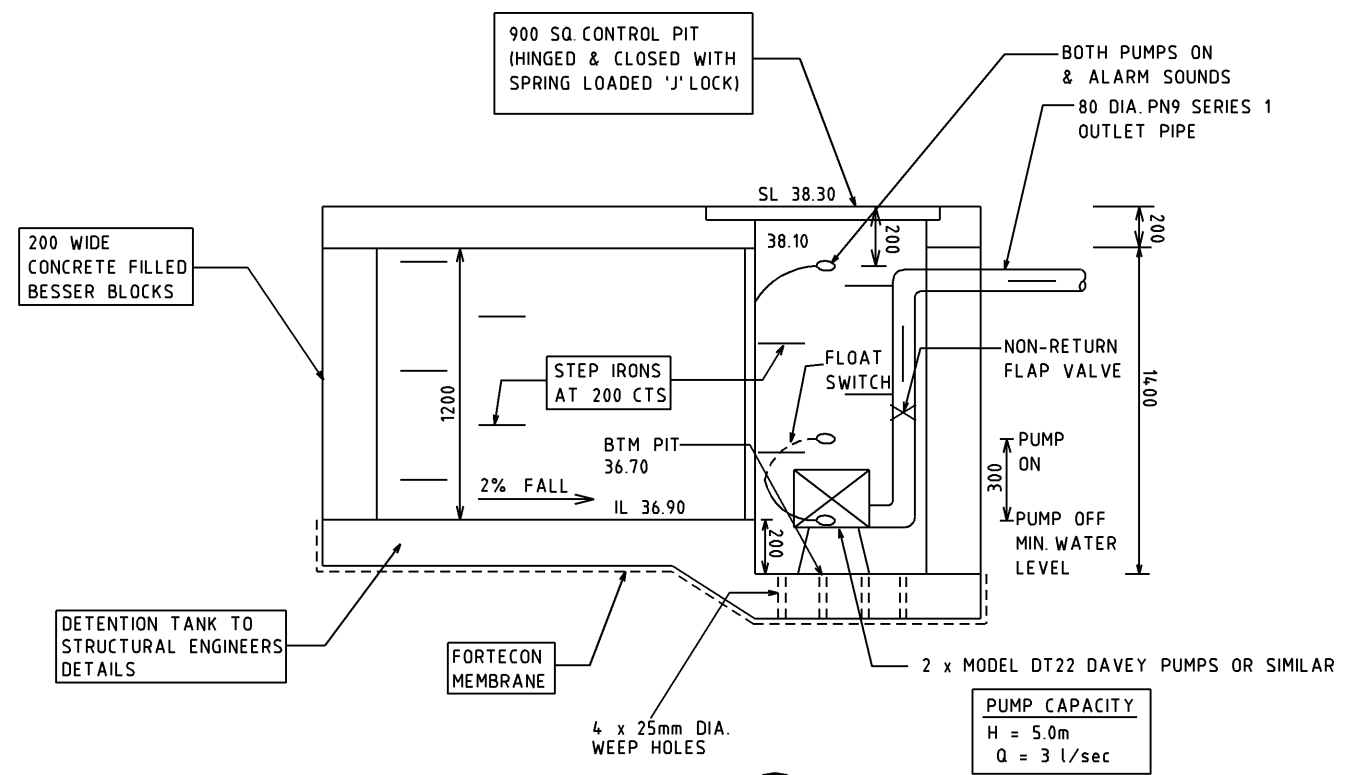 900 SQ. CONTROL PIT
(HINGED & CLOSED WITH
SPRING LOADED 'J' LOCK)
BOTH PUMPS ON
& ALARM SOUNDS
80 DIA. PN9 SERIES 1
OUTLET PIPE
SL 38.30
38.10
200
200
200 WIDE
CONCRETE FILLED
BESSER BLOCKS
STEP IRONS
AT 200 CTS
FLOAT
SWITCH
NON-RETURN
FLAP VALVE
1200
1400
BTM PIT
36.70
PUMP
ON
300
2% FALL
IL 36.90
200
PUMP OFF
MIN. WATER
LEVEL
DETENTION TANK TO
STRUCTURAL ENGINEERS
DETAILS
FORTECON
MEMBRANE
4 x 25mm DIA.
WEEP HOLES
2 x MODEL DT22 DAVEY PUMPS OR SIMILAR
PUMP CAPACITY
H = 5.0m
Q = 3 l/sec